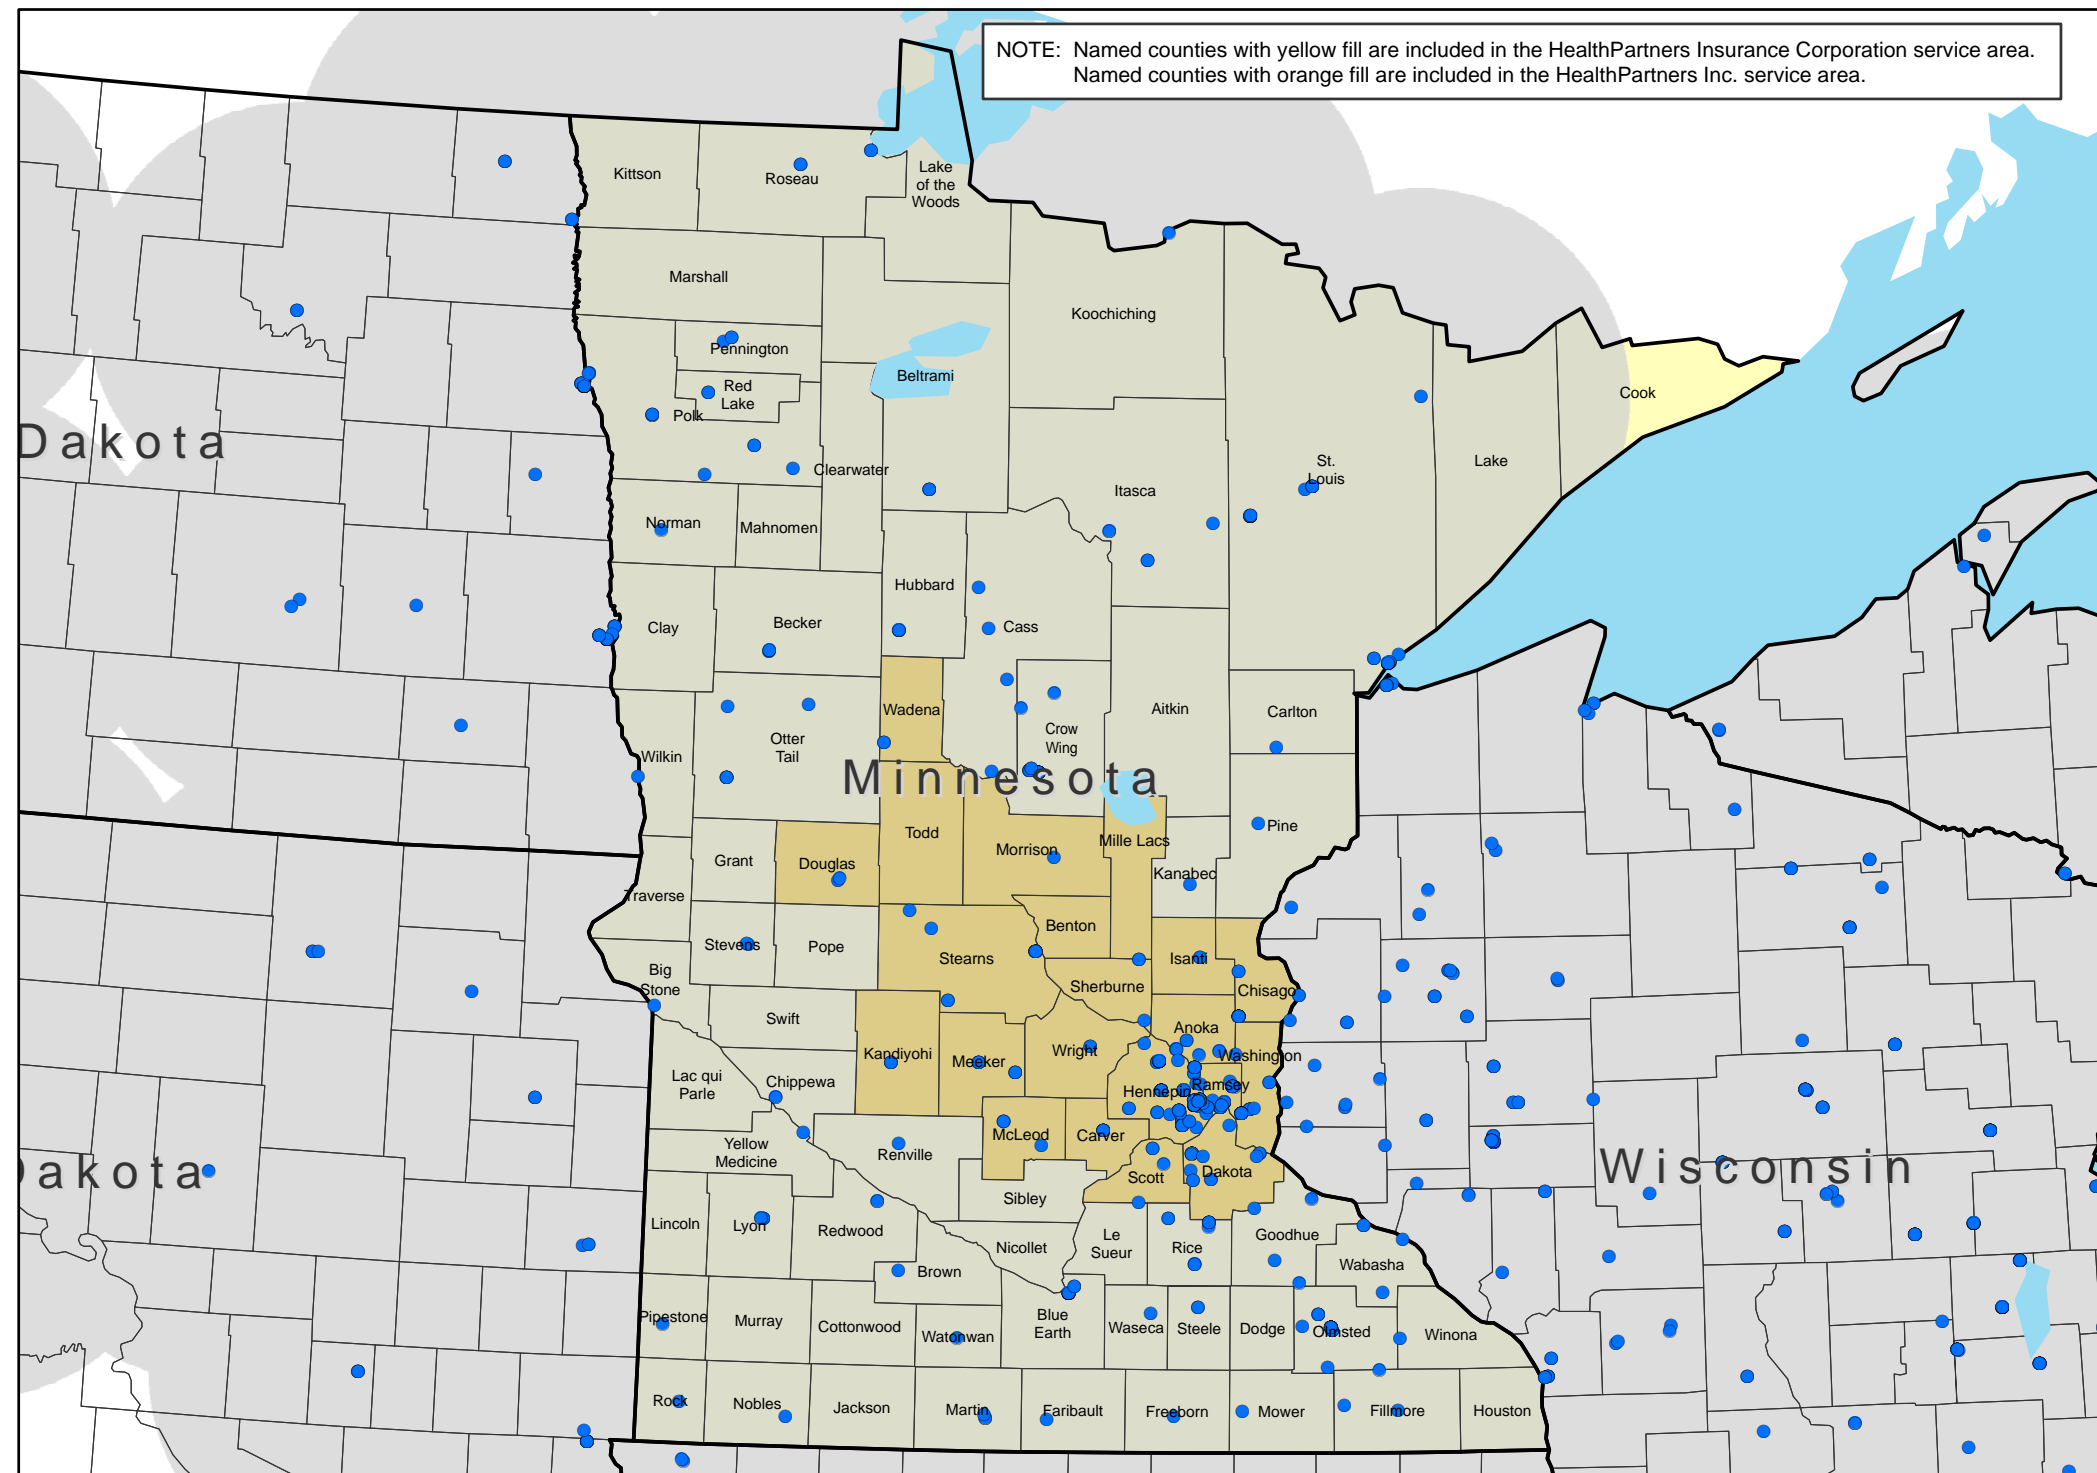 NOTE: Named counties with yellow fill are included in the HealthPartners Insurance Corporation service area.
Named counties with orange fill are included in the HealthPartners Inc. service area.
Kittson
Roseau
Lake
of the
Woods
Marshall
Koochiching
Pennington
Beltrami
Red
Lake
Polk
Cook
Dakota
Clearwater
St.
Louis
Lake
Itasca
Norman
Mahnomen
Hubbard
Clay
Becker
Cass
Wadena
Aitkin
Carlton
Otter
Tail
Crow
Wing
Wilkin
Minnesota
Todd
Morrison
Mille Lacs
Pine
Grant
Douglas
Kanabec
Traverse
Benton
Stevens
Pope
Stearns
Isanti
Big
Stone
Sherburne
Chisago
Swift
Anoka
Kandiyohi
Meeker
Wright
Washington
Lac qui
Parle
Chippewa
Hennepin
Ramsey
McLeod
Carver
Yellow
Medicine
Renville
Dakota
Scott
Dakota
Wisconsin
Sibley
Lincoln
Lyon
Redwood
Le
Sueur
Rice
Goodhue
Nicollet
Wabasha
Brown
Pipestone
Murray
Cottonwood
Watonwan
Blue
Earth
Waseca
Steele
Dodge
Olmsted
Winona
Rock
Nobles
Jackson
Martin
Faribault
Freeborn
Mower
Fillmore
Houston